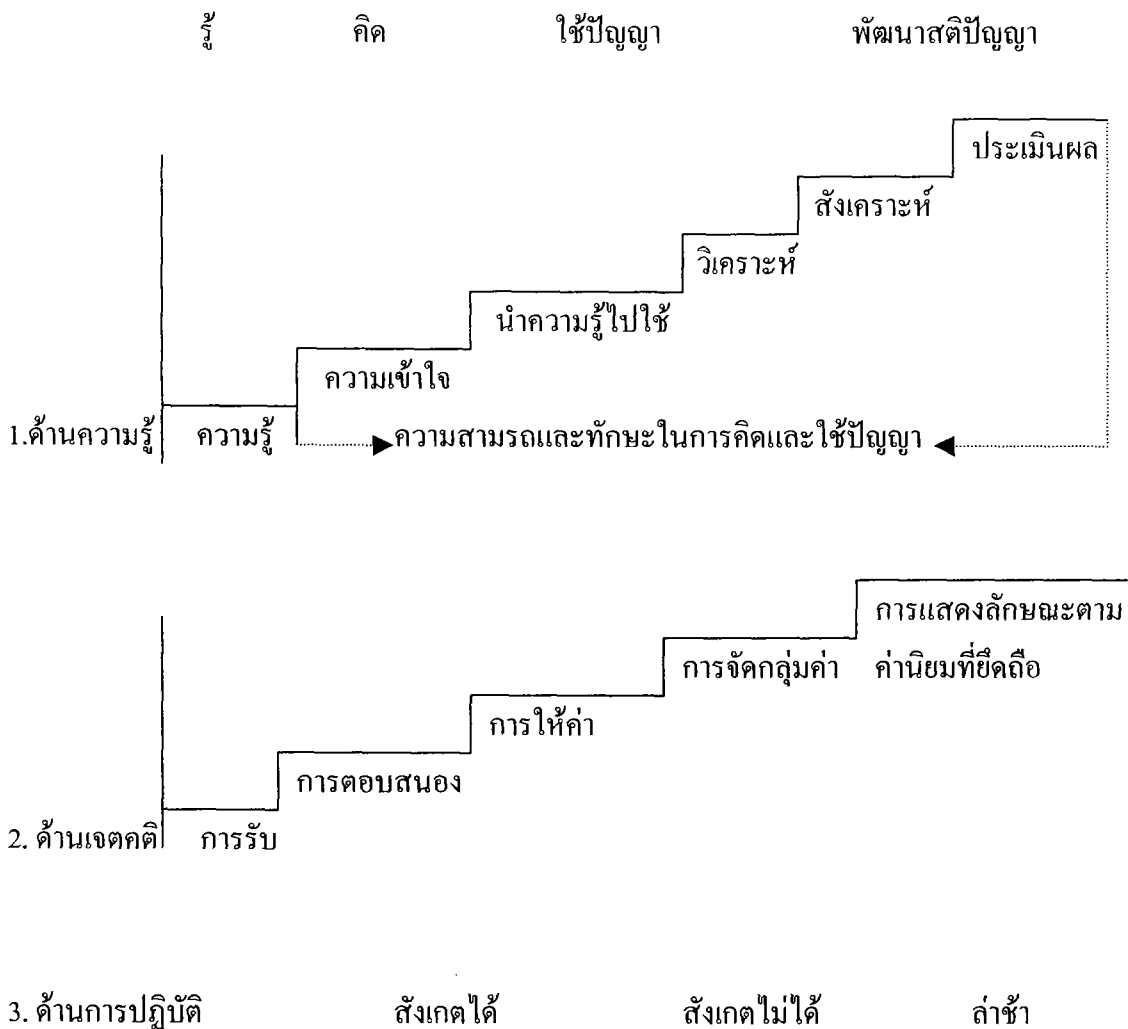 รู้ คิด ใช้ปัญญา พัฒนาสติปัญญา
ประเมินผล
สังเคราะห์
วิเคราะห์
นำความรู้ไปใช้
ความเข้าใจ
1.ด้านความรู้ ความรู้ ความสามรถและทักษะในการคิดและใช้ปัญญา
การแสดงลักษณะตาม
การจัดกลุ่มค่า ค่านิยมที่ยึดถือ
การให้ค่า
การตอบสนอง
2. ด้านเจตคติ การรับ
3. ด้านการปฏิบัติ สังเกตได้ สังเกตไม่ได้ ล่าช้า